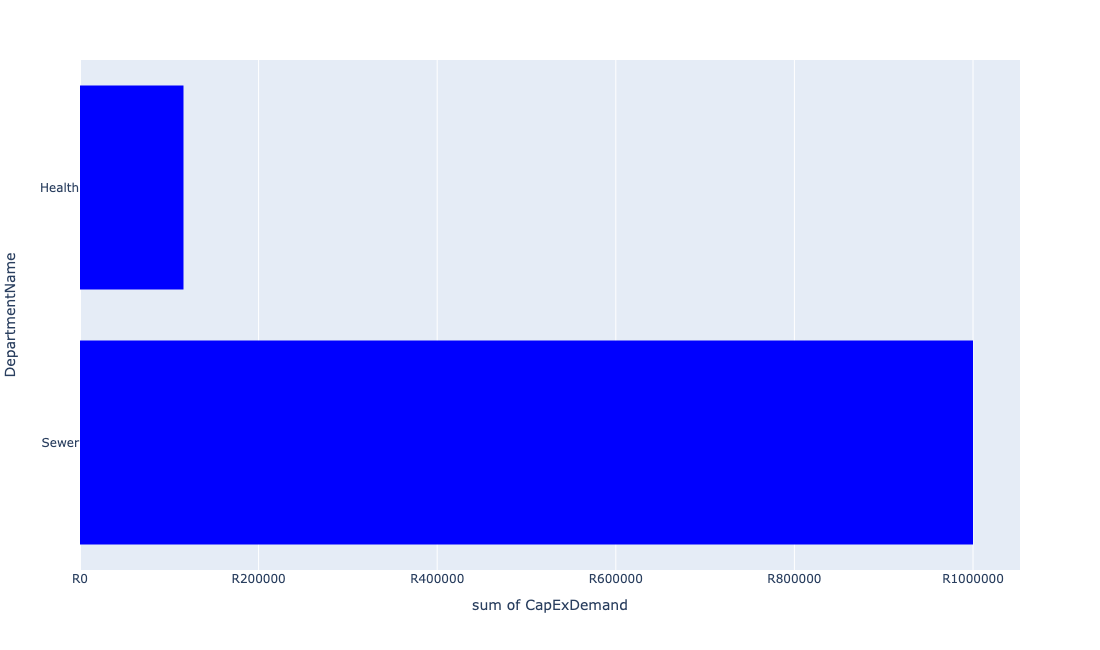 Health
Sewer
DepartmentName
R0
R200000
R400000
R600000
R800000
R1000000
sum of CapExDemand